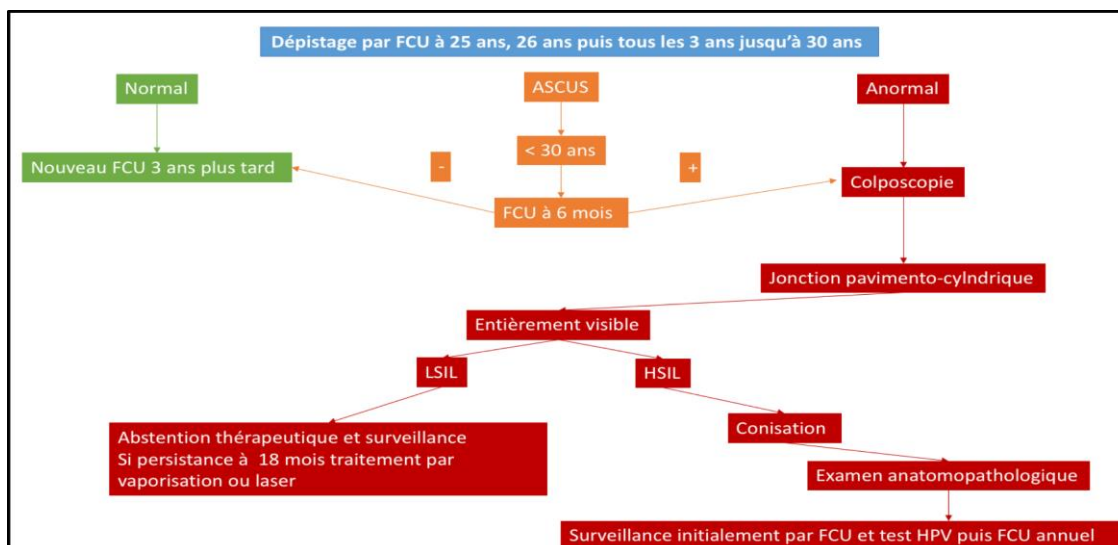 Dépistage par FCU à 25 ans, 26 ans puis tous les 3 ans jusqu'à 30 ans
Normal
ASCUS
Anormal
< 30 ans
Nouveau FCU 3 ans plus tard
-
+
Colposcopie
FCU à 6 mois
Jonction pavimento-cylndrique
Entièrement visible
LSIL
HSIL
Abstention thérapeutique et surveillance
Si persistance à 18 mois traitement par
vaporisation ou laser
Conisation
Examen anatomopathologique
Surveillance initialement par FCU et test HPV puis FCU annuel